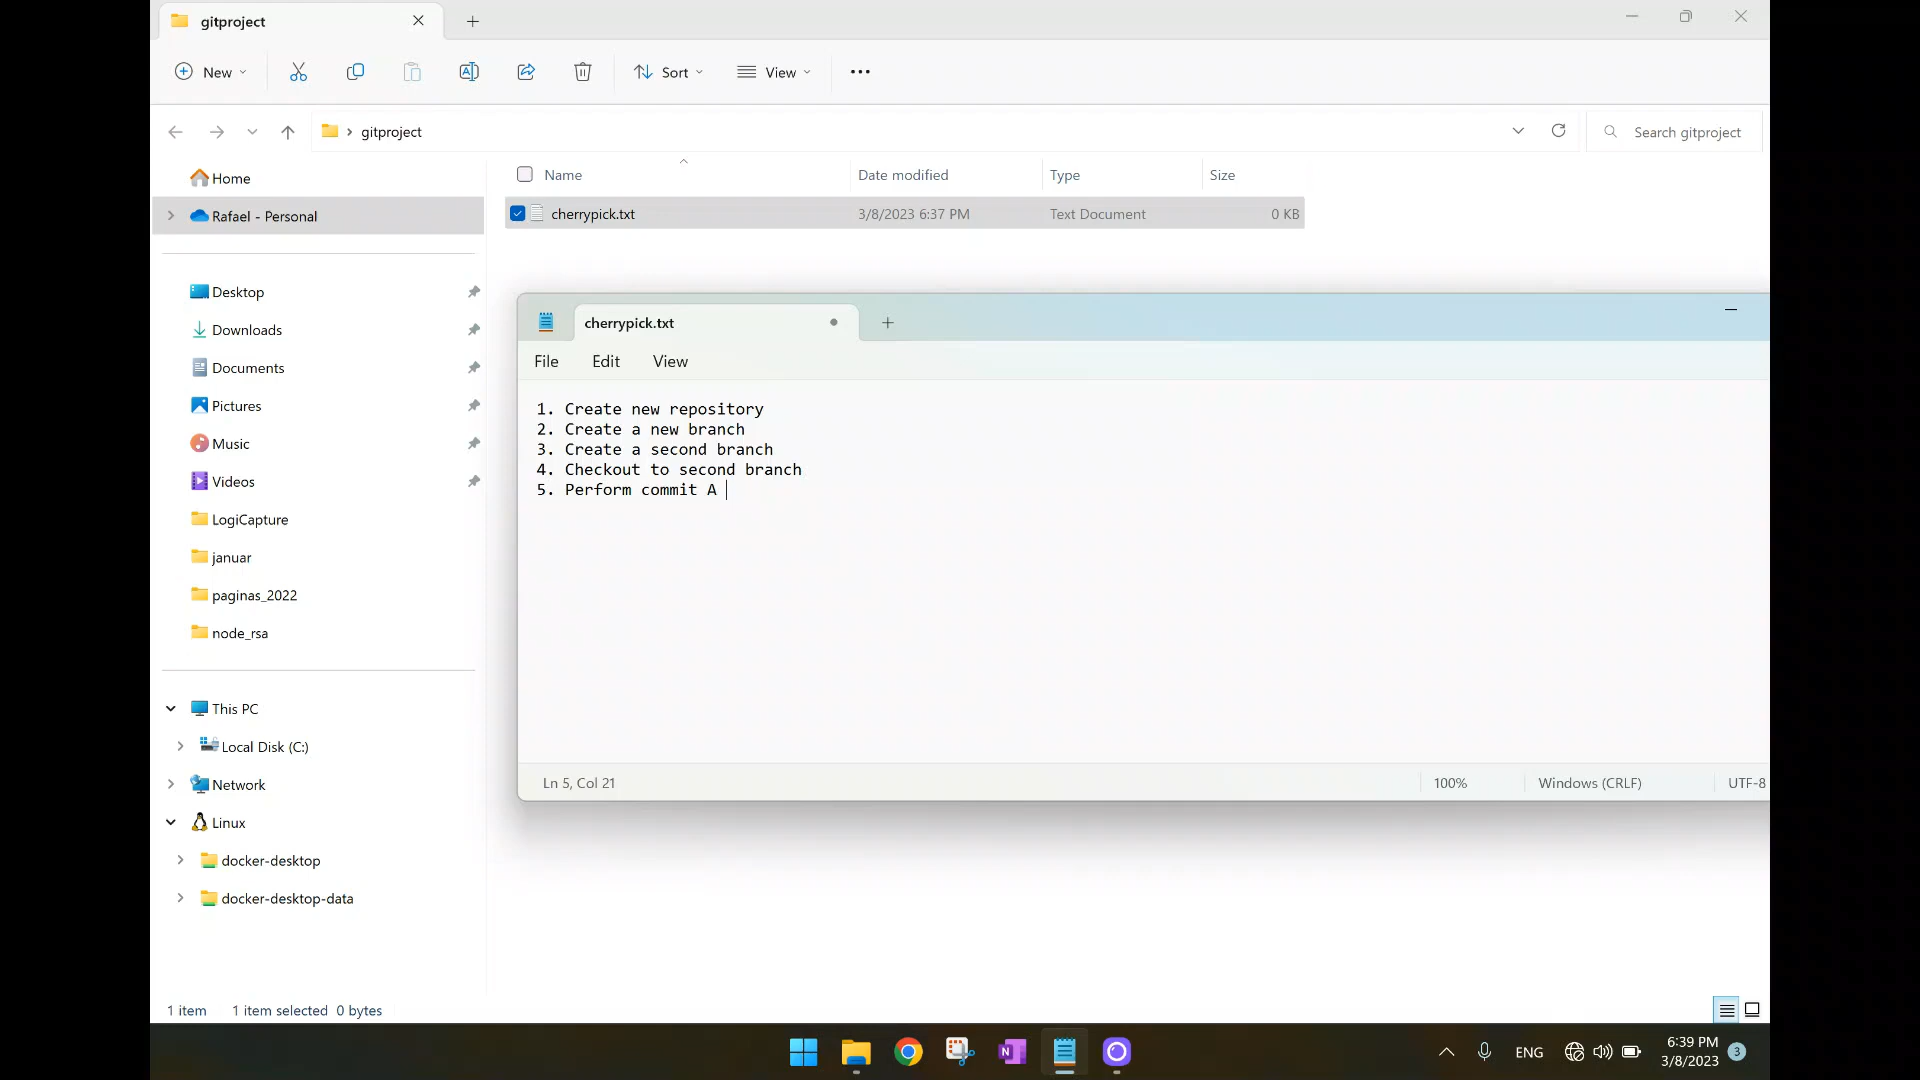 gitproject
New
Sort
View
gitproject
Search gitproject
Home
Rafael - Personal
Desktop
Downloads
Documents
Pictures
Music
Videos
LogiCapture
januar
paginas_2022
node_rsa
This PC
Local Disk (C:)
Network
Linux
docker-desktop
docker-desktop-data
Name Date modified Type Size
cherrypick.txt 3/8/2023 6:37 PM Text Document 0 KB
cherrypick.txt
File Edit View
1. Create new repository
2. Create a new branch
3. Create a second branch
4. Checkout to second branch
5. Perform commit A
Ln 5, Col 21 100% Windows (CRLF) UTF-8
1 item 1 item selected 0 bytes
N
ENG
6:39 PM
3/8/2023
3